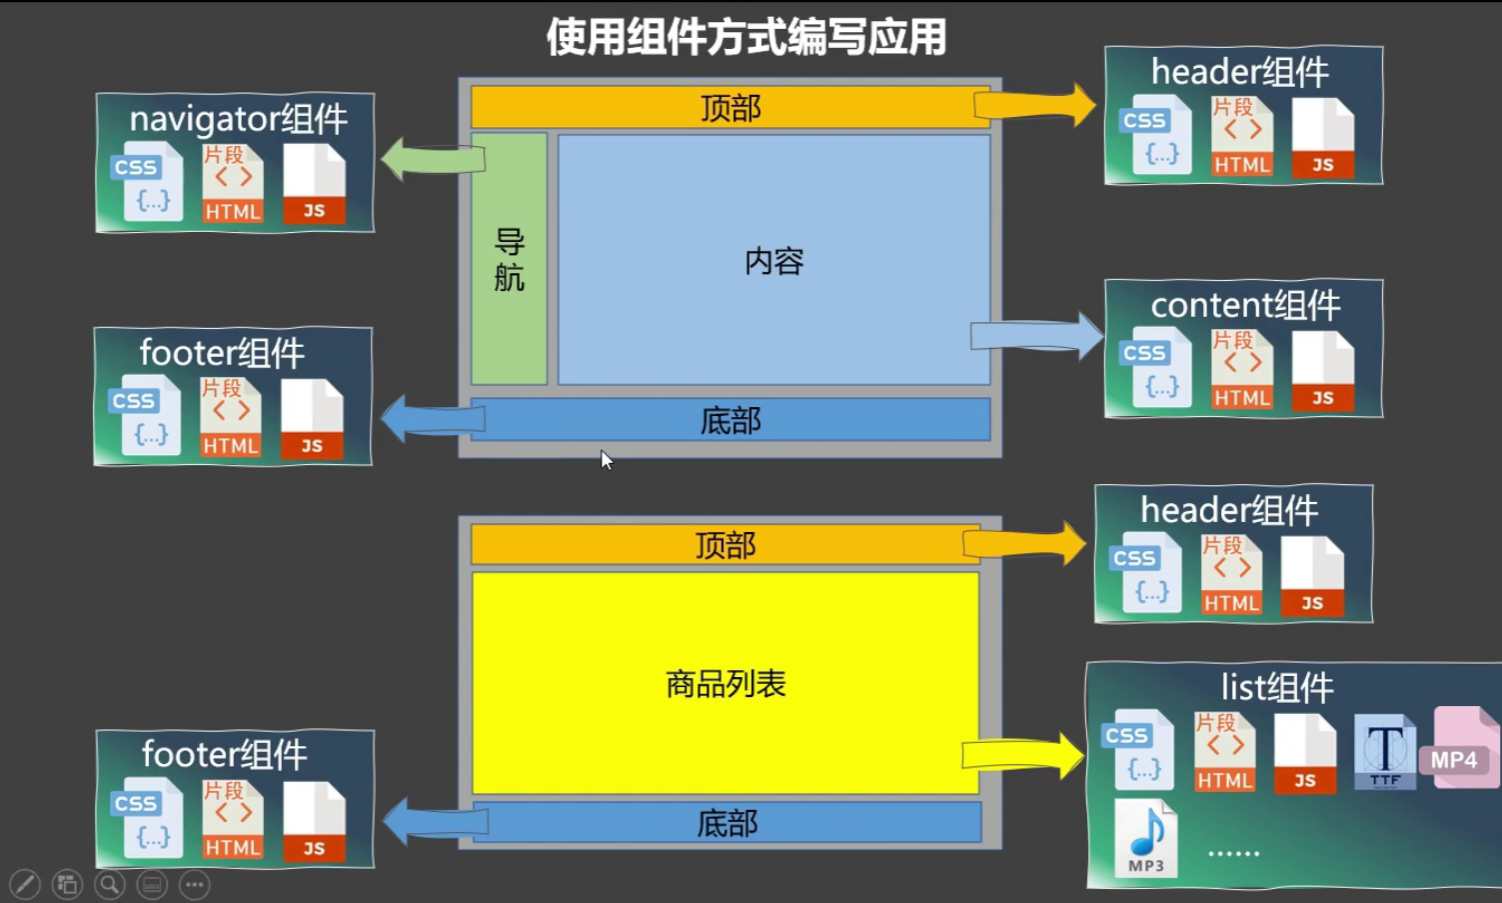 使用组件方式编写应用
navigator组件
CSS
{...}
片段
< >
HTML
JS
顶部
header组件
CSS
{...}
片段
< >
HTML
JS
导
航
内容
footer组件
CSS
{...}
片段
< >
HTML
JS
content组件
CSS
{...}
片段
< >
HTML
JS
底部
顶部
header组件
CSS
{...}
片段
< >
HTML
JS
商品列表
list组件
CSS
{...}
片段
< >
HTML
JS
T
TTF
MP4
MP3
......
footer组件
CSS
{...}
片段
< >
HTML
JS
底部